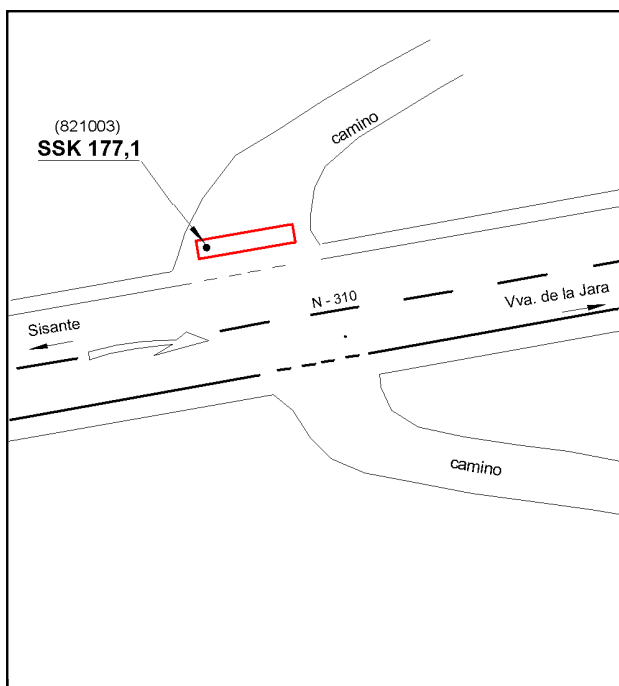 camino
(821003)
SSK 177,1
N - 310
Vva. de la Jara
Sisante
camino